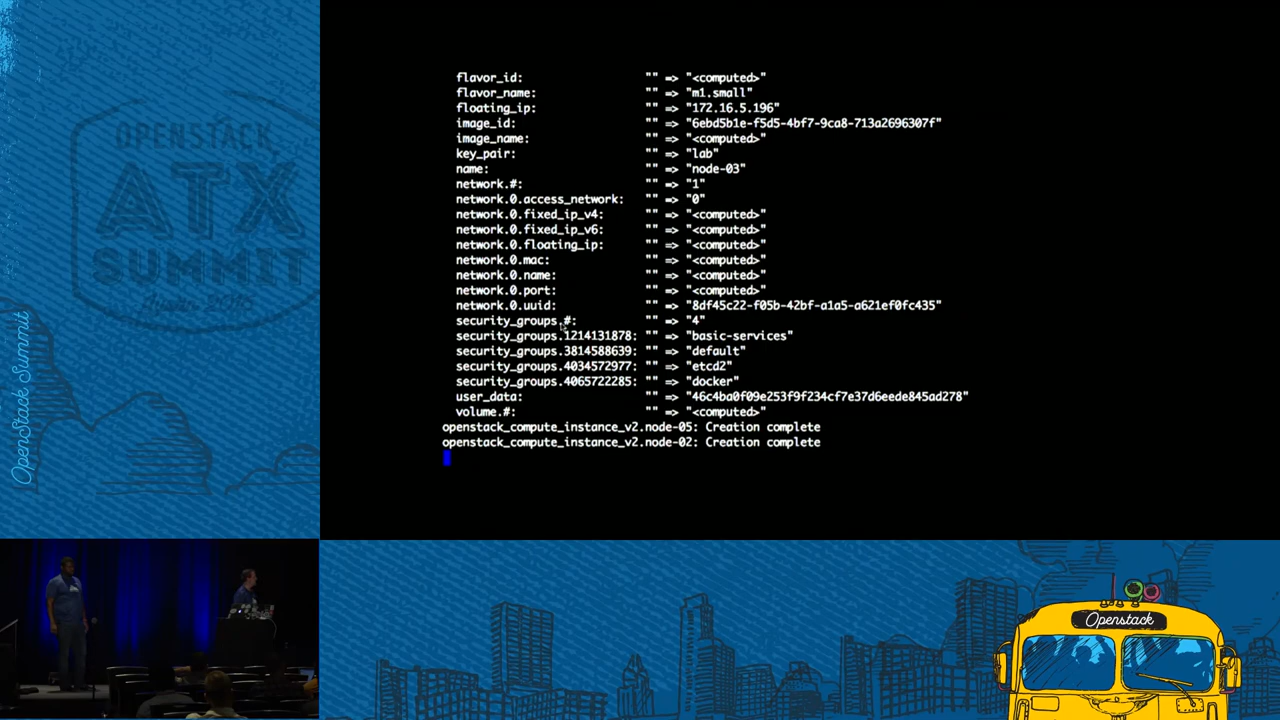 OPENSTACK
ATX
SUMMIT
OpenStack Summit
flavor_id: "" => "<computed>"
flavor_name: "" => "m1.small"
floating_ip: "" => "172.16.5.196"
image_id: "" => "6ebd5b1e-f5d5-4bf7-9ca8-713a2696307f"
image_name: "" => "<computed>"
key_pair: "" => "lab"
name: "" => "node-03"
network.#: "" => "1"
network.0.access_network: "" => "0"
network.0.fixed_ip_v4: "" => "<computed>"
network.0.fixed_ip_v6: "" => "<computed>"
network.0.floating_ip: "" => "<computed>"
network.0.mac: "" => "<computed>"
network.0.name: "" => "<computed>"
network.0.port: "" => "<computed>"
network.0.uuid: "" => "8df45c22-f05b-42bf-a1a5-a621ef0fc435"
security_groups.#: "" => "4"
security_groups.1214131878: "" => "basic-services"
security_groups.3814588639: "" => "default"
security_groups.4034572977: "" => "etcd2"
security_groups.4065722285: "" => "docker"
user_data: "" => "46c4ba0f09e253f9f234cf7e37d6eede845ad278"
volume.#: "" => "<computed>"
openstack_compute_instance_v2.node-05: Creation complete
openstack_compute_instance_v2.node-02: Creation complete
Openstack